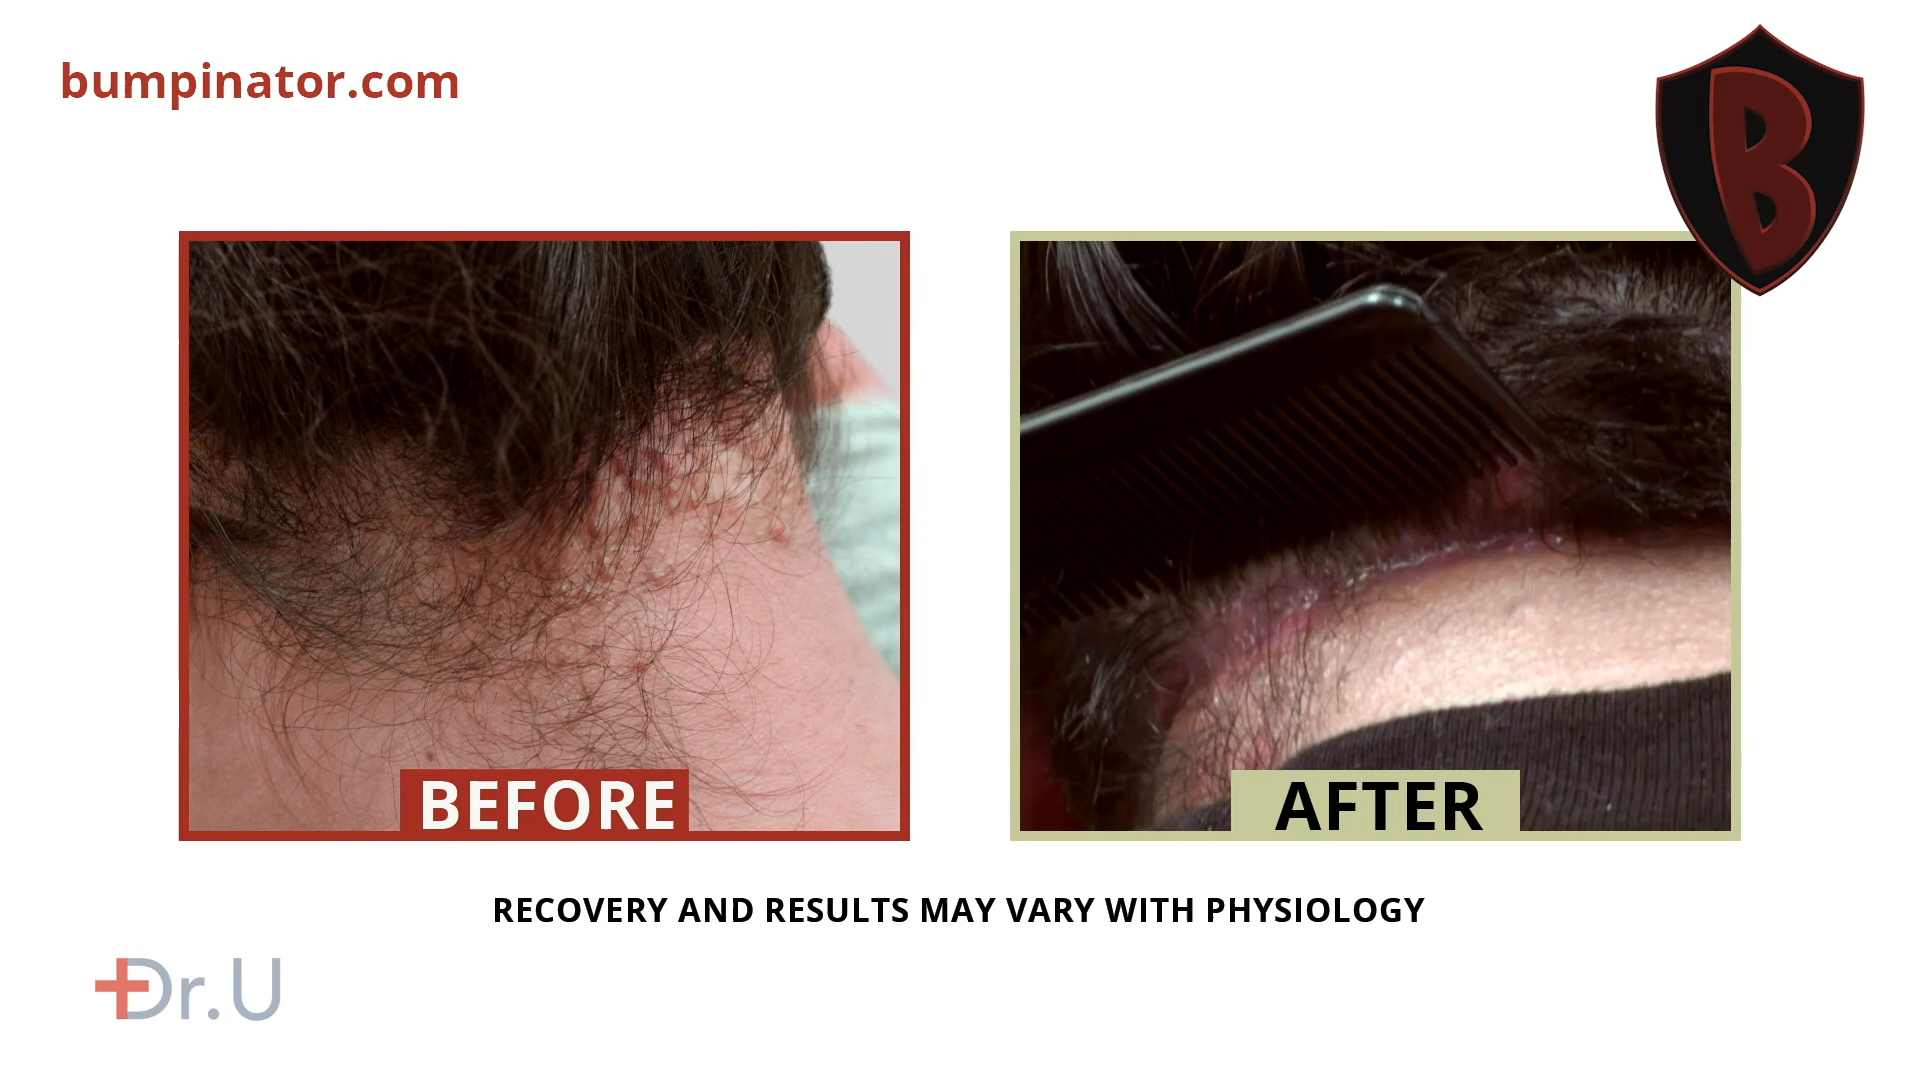 bumpinator.com
B
BEFORE
AFTER
RECOVERY AND RESULTS MAY VARY WITH PHYSIOLOGY
Dr.U